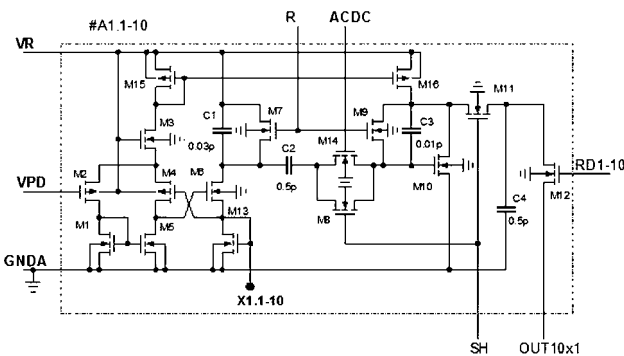 #A1.1-10
R
ACDC
VR
M15
M16
M11
C1
M7
M9
C3
M3
0.03p
M14
0.01p
C2
M2
M4
M6
M10
RD1-10
VPD
0.5p
M12
M8
C4
M1
M5
M13
0.5p
GNDA
X1.1-10
SH
OUT10x1